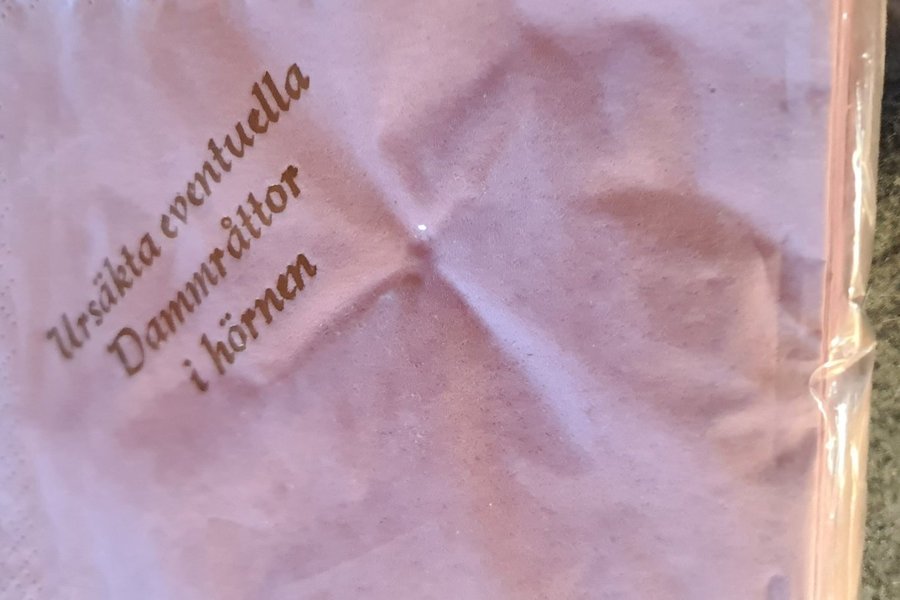 Ursäkta eventuella
Dammråttor
i hörnen